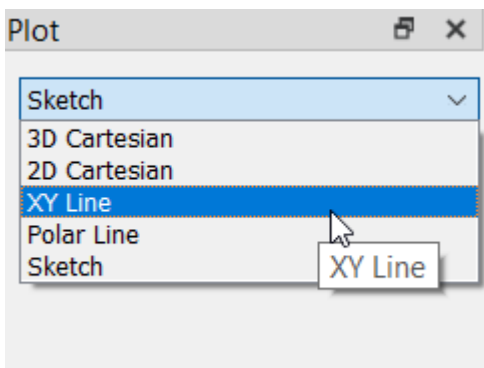 Plot
Sketch
3D Cartesian
2D Cartesian
XY Line
Polar Line
Sketch
XY Line